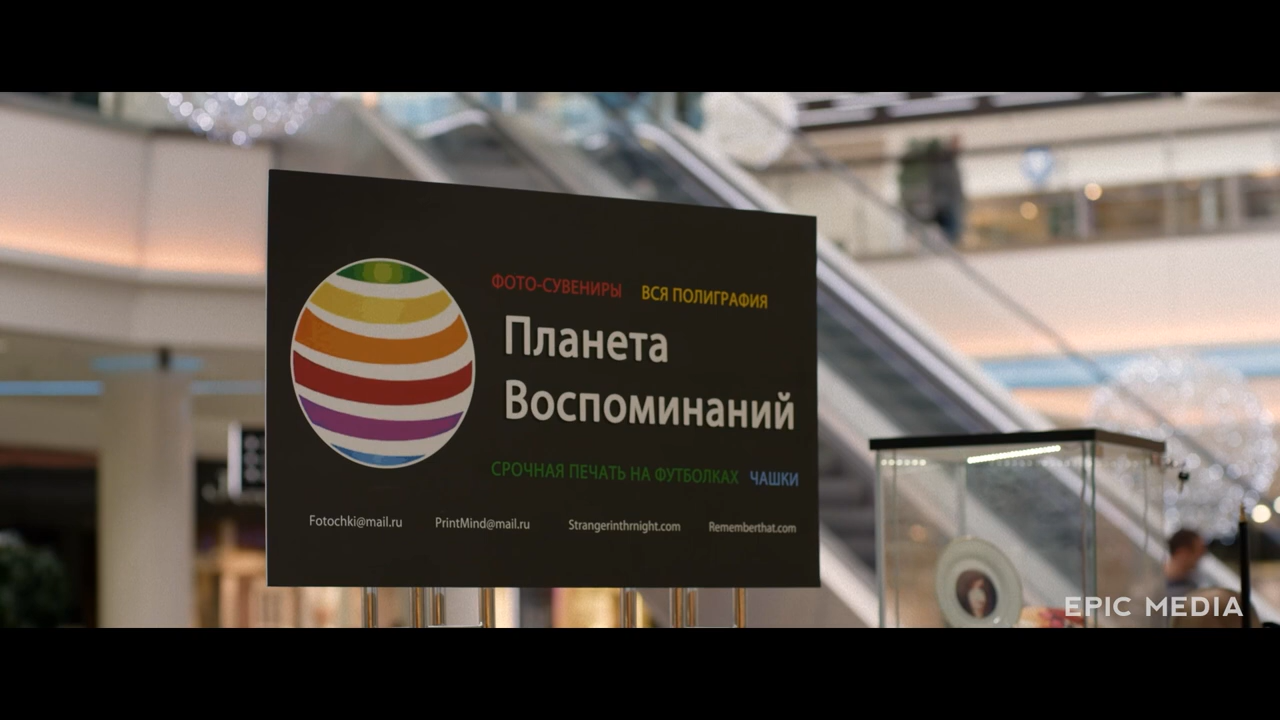 ФОТО-СУВЕНИРЫ ВСЯ ПОЛИГРАФИЯ
Планета
Воспоминаний
СРОЧНАЯ ПЕЧАТЬ НА ФУТБОЛКАХ ЧАШКИ
Fotochki@mail.ru PrintMind@mail.ru Strangerinthrnight.com Rememberthat.com
EPIC MEDIA